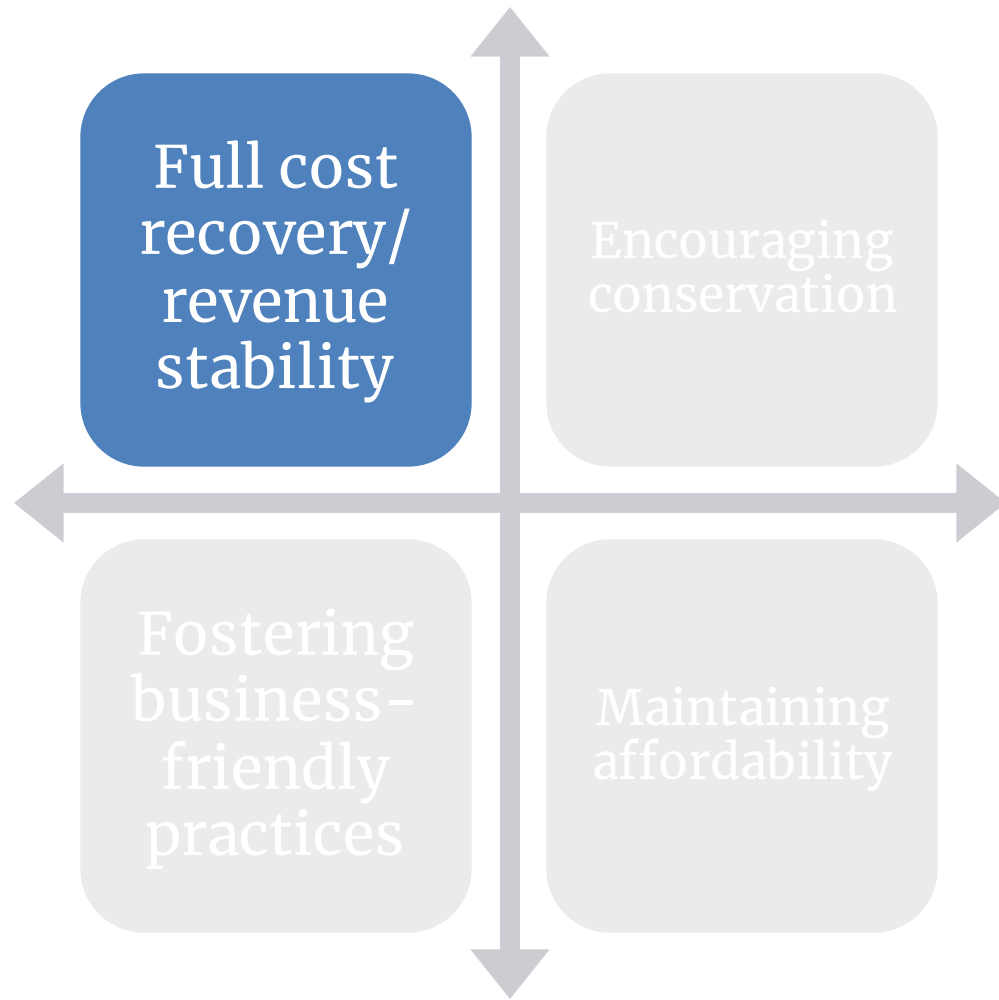 Full cost
recovery/
revenue
stability
Encouraging
conservation
Fostering
business-
friendly
practices
Maintaining
affordability